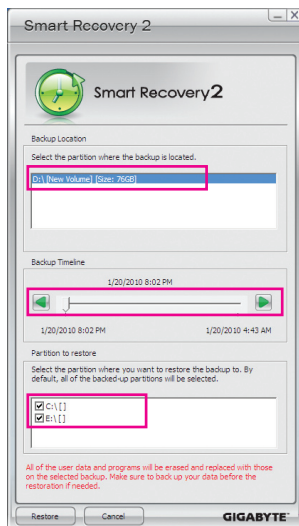 Smart Recovery 2
Smart Recovery2
Backup Location
Select the partition where the backup is located.
D:\ [New Volume] [Size: 76GB]
Backup Timeline
1/20/2010 8:02 PM
1/20/2010 8:02 PM 1/20/2010 4:43 AM
Partition to restore
Select the partition where you want to restore the backup to. By
default, all of the backed-up partitions will be selected.
C:\ [ ]
E:\ [ ]
All of the user data and programs will be erased and replaced with those
on the selected backup. Make sure to back up your data before the
restoration if needed.
Restore Cancel GIGABYTE™